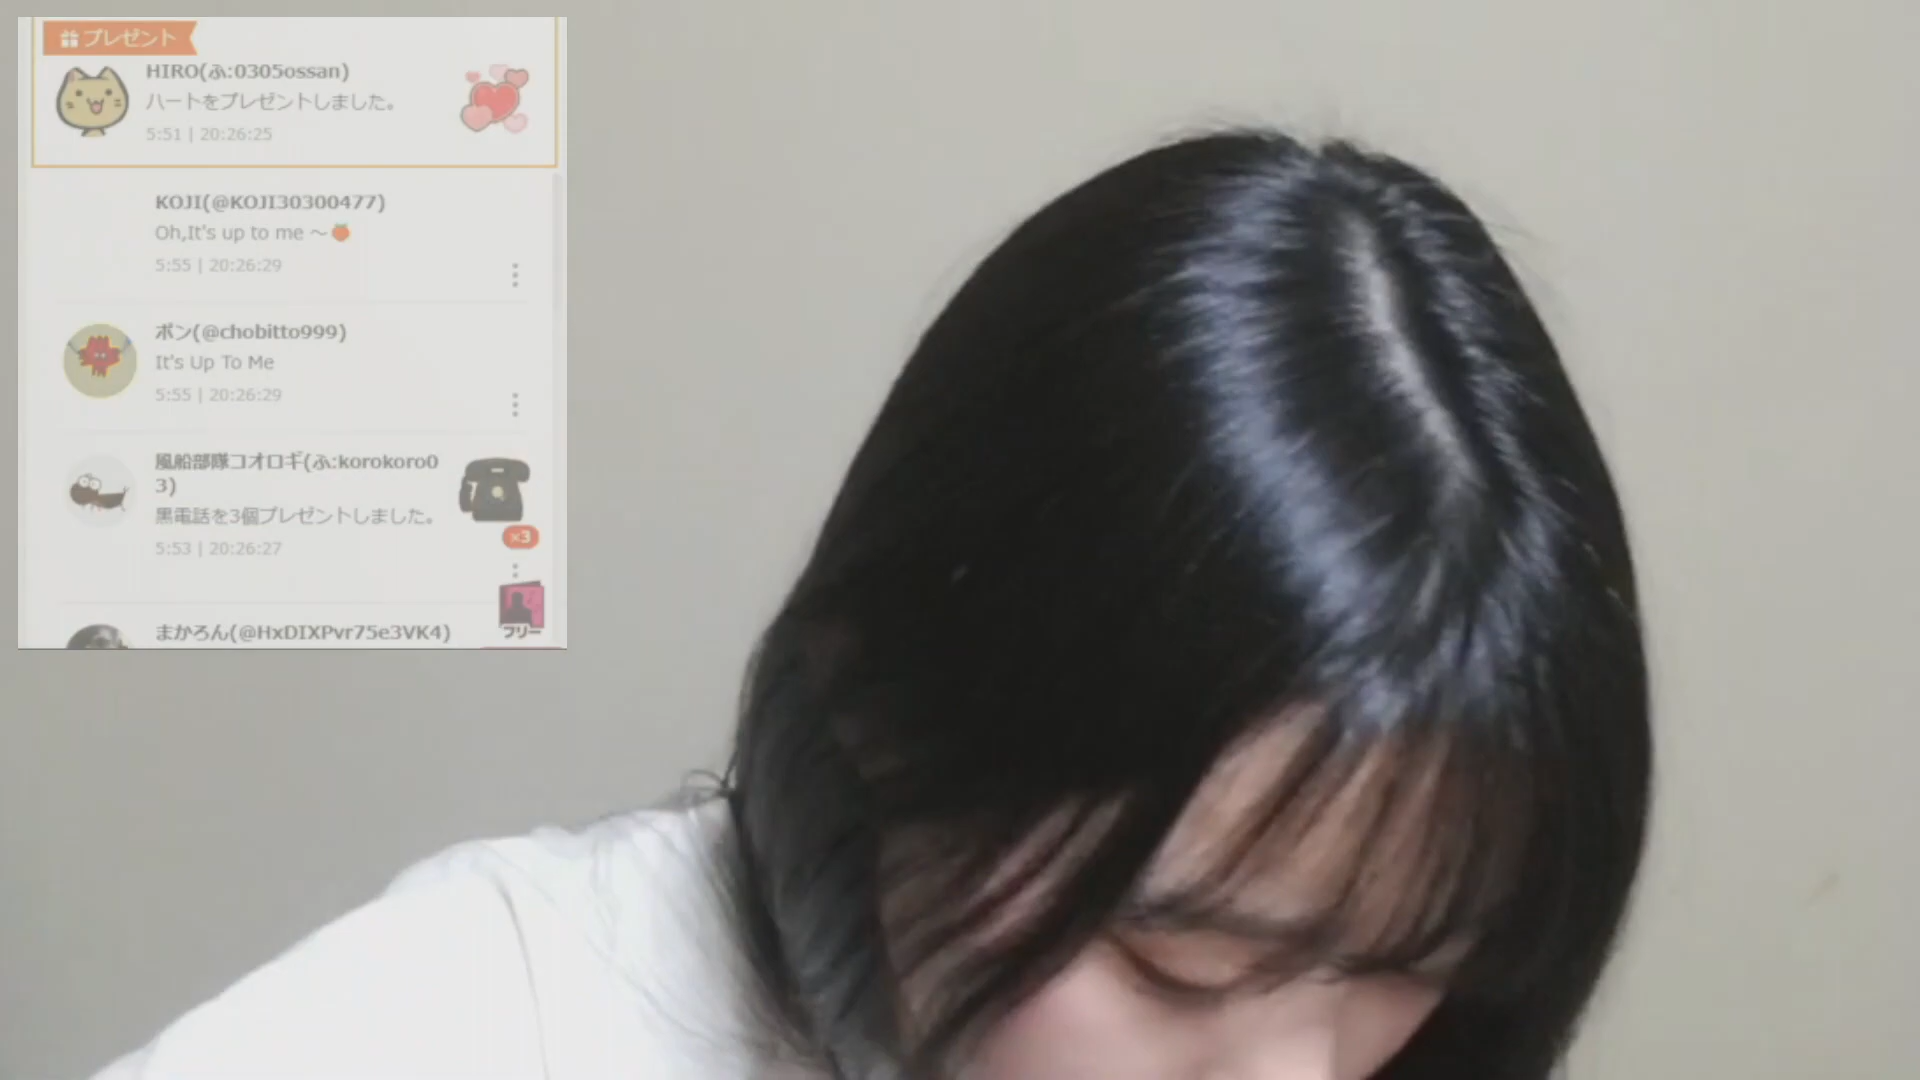 プレゼント
HIRO(ふ:0305ossan)
ハートをプレゼントしました。
5:51 | 20:26:25
KOJI(@KOJI30300477)
Oh,It's up to me 〜🍊
5:55 | 20:26:29
ポン(@chobitto999)
It's Up To Me
5:55 | 20:26:29
風船部隊コオロギ(ふ:korokoro0
3)
黒電話を3個プレゼントしました。
×3
5:53 | 20:26:27
フリー
まかろん(@HxDIXPvr75e3VK4)